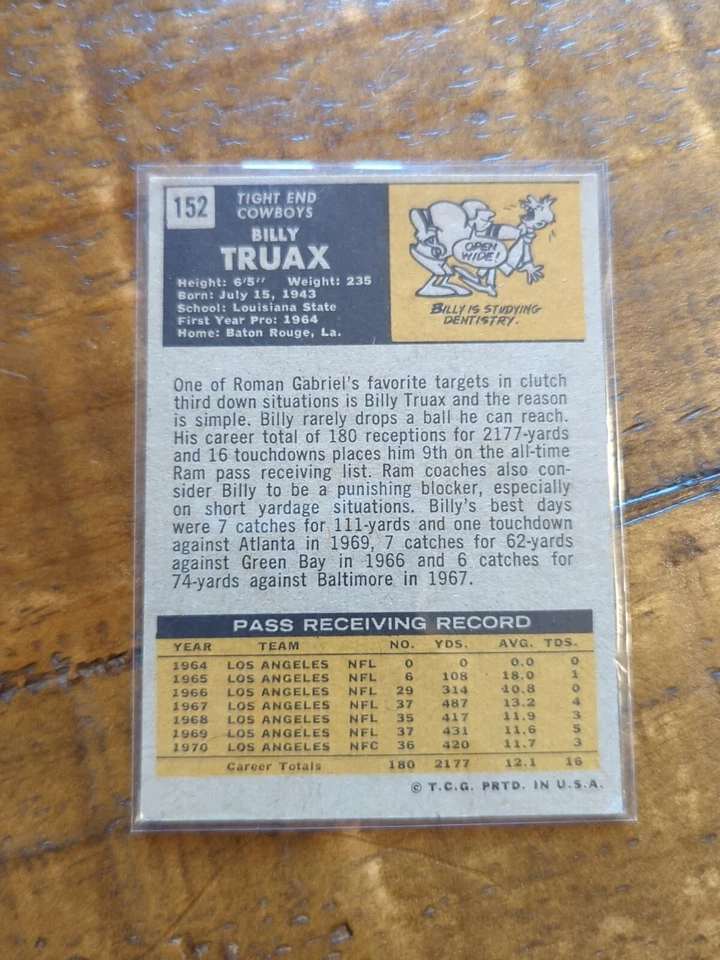 152
TIGHT END
COWBOYS
BILLY
TRUAX
Height: 6'5" Weight: 235
Born: July 15, 1943
School: Louisiana State
First Year Pro: 1964
Home: Baton Rouge, La.
OPEN
WIDE!
BILLY IS STUDYING
DENTISTRY.
One of Roman Gabriel's favorite targets in clutch
third down situations is Billy Truax and the reason
is simple. Billy rarely drops a ball he can reach.
His career total of 180 receptions for 2177-yards
and 16 touchdowns places him 9th on the all-time
Ram pass receiving list. Ram coaches also con-
sider Billy to be a punishing blocker, especially
on short yardage situations. Billy's best days
were 7 catches for 111-yards and one touchdown
against Atlanta in 1969, 7 catches for 62-yards
against Green Bay in 1966 and 6 catches for
74-yards against Baltimore in 1967.
PASS RECEIVING RECORD
YEAR TEAM NO. YDS. AVG. TDS.
1964 LOS ANGELES NFL 0 0 0.0 0
1965 LOS ANGELES NFL 6 108 18.0 1
1966 LOS ANGELES NFL 29 314 10.8 0
1967 LOS ANGELES NFL 37 487 13.2 4
1968 LOS ANGELES NFL 35 417 11.9 3
1969 LOS ANGELES NFL 37 431 11.6 5
1970 LOS ANGELES NFC 36 420 11.7 3
Career Totals 180 2177 12.1 16
© T.C.G. PRTD. IN U.S.A.